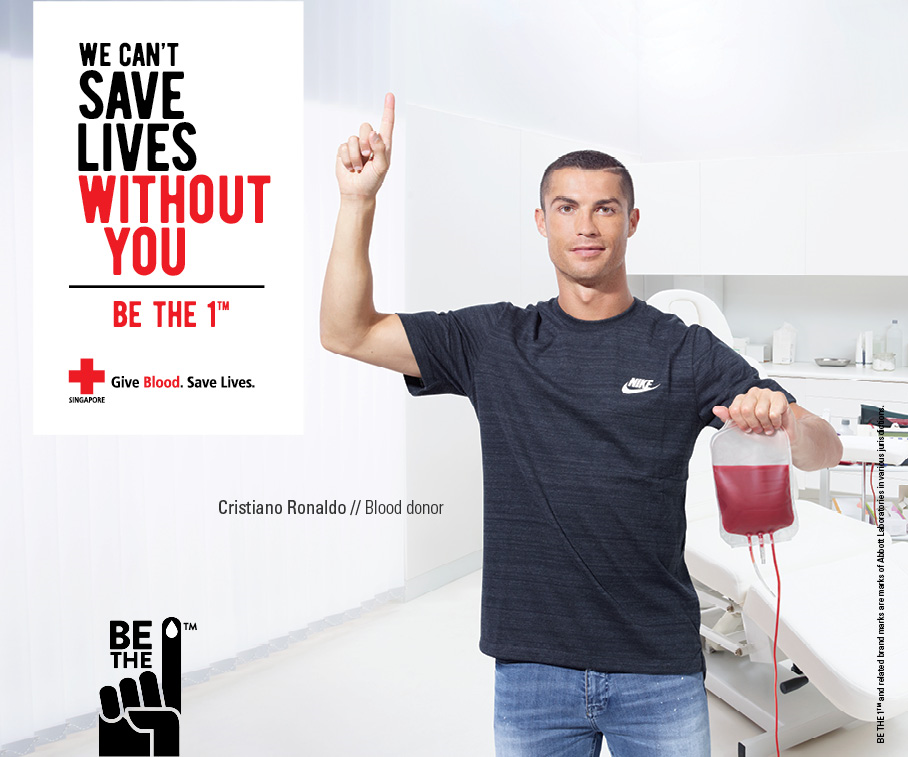 WE CAN'T
SAVE
LIVES
WITHOUT
YOU
BE THE 1™
Give Blood. Save Lives.
SINGAPORE
NIKE
Cristiano Ronaldo // Blood donor
BE
THE
™
BE THE 1™ and related brand marks are marks of Abbott Laboratories in various jurisdictions.